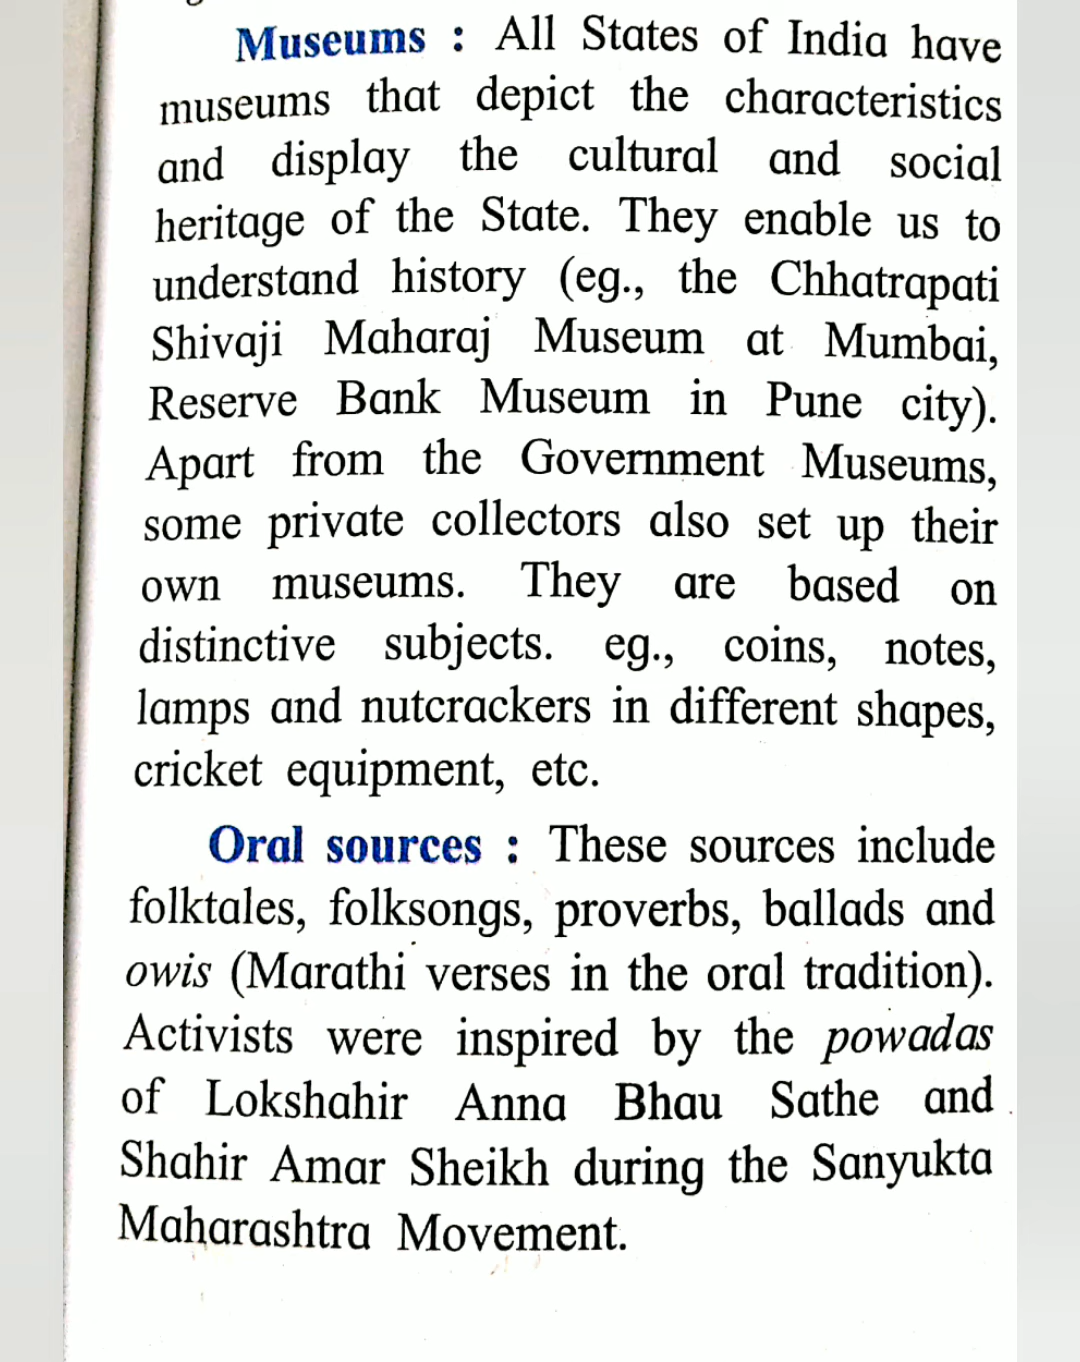 Museums : All States of India have
museums that depict the characteristics
and display the cultural and social
heritage of the State. They enable us to
understand history (eg., the Chhatrapati
Shivaji Maharaj Museum at Mumbai,
Reserve Bank Museum in Pune city).
Apart from the Government Museums,
some private collectors also set up their
own museums. They are based on
distinctive subjects. eg., coins, notes,
lamps and nutcrackers in different shapes,
cricket equipment, etc.
Oral sources : These sources include
folktales, folksongs, proverbs, ballads and
owis (Marathi verses in the oral tradition).
Activists were inspired by the powadas
of Lokshahir Anna Bhau Sathe and
Shahir Amar Sheikh during the Sanyukta
Maharashtra Movement.